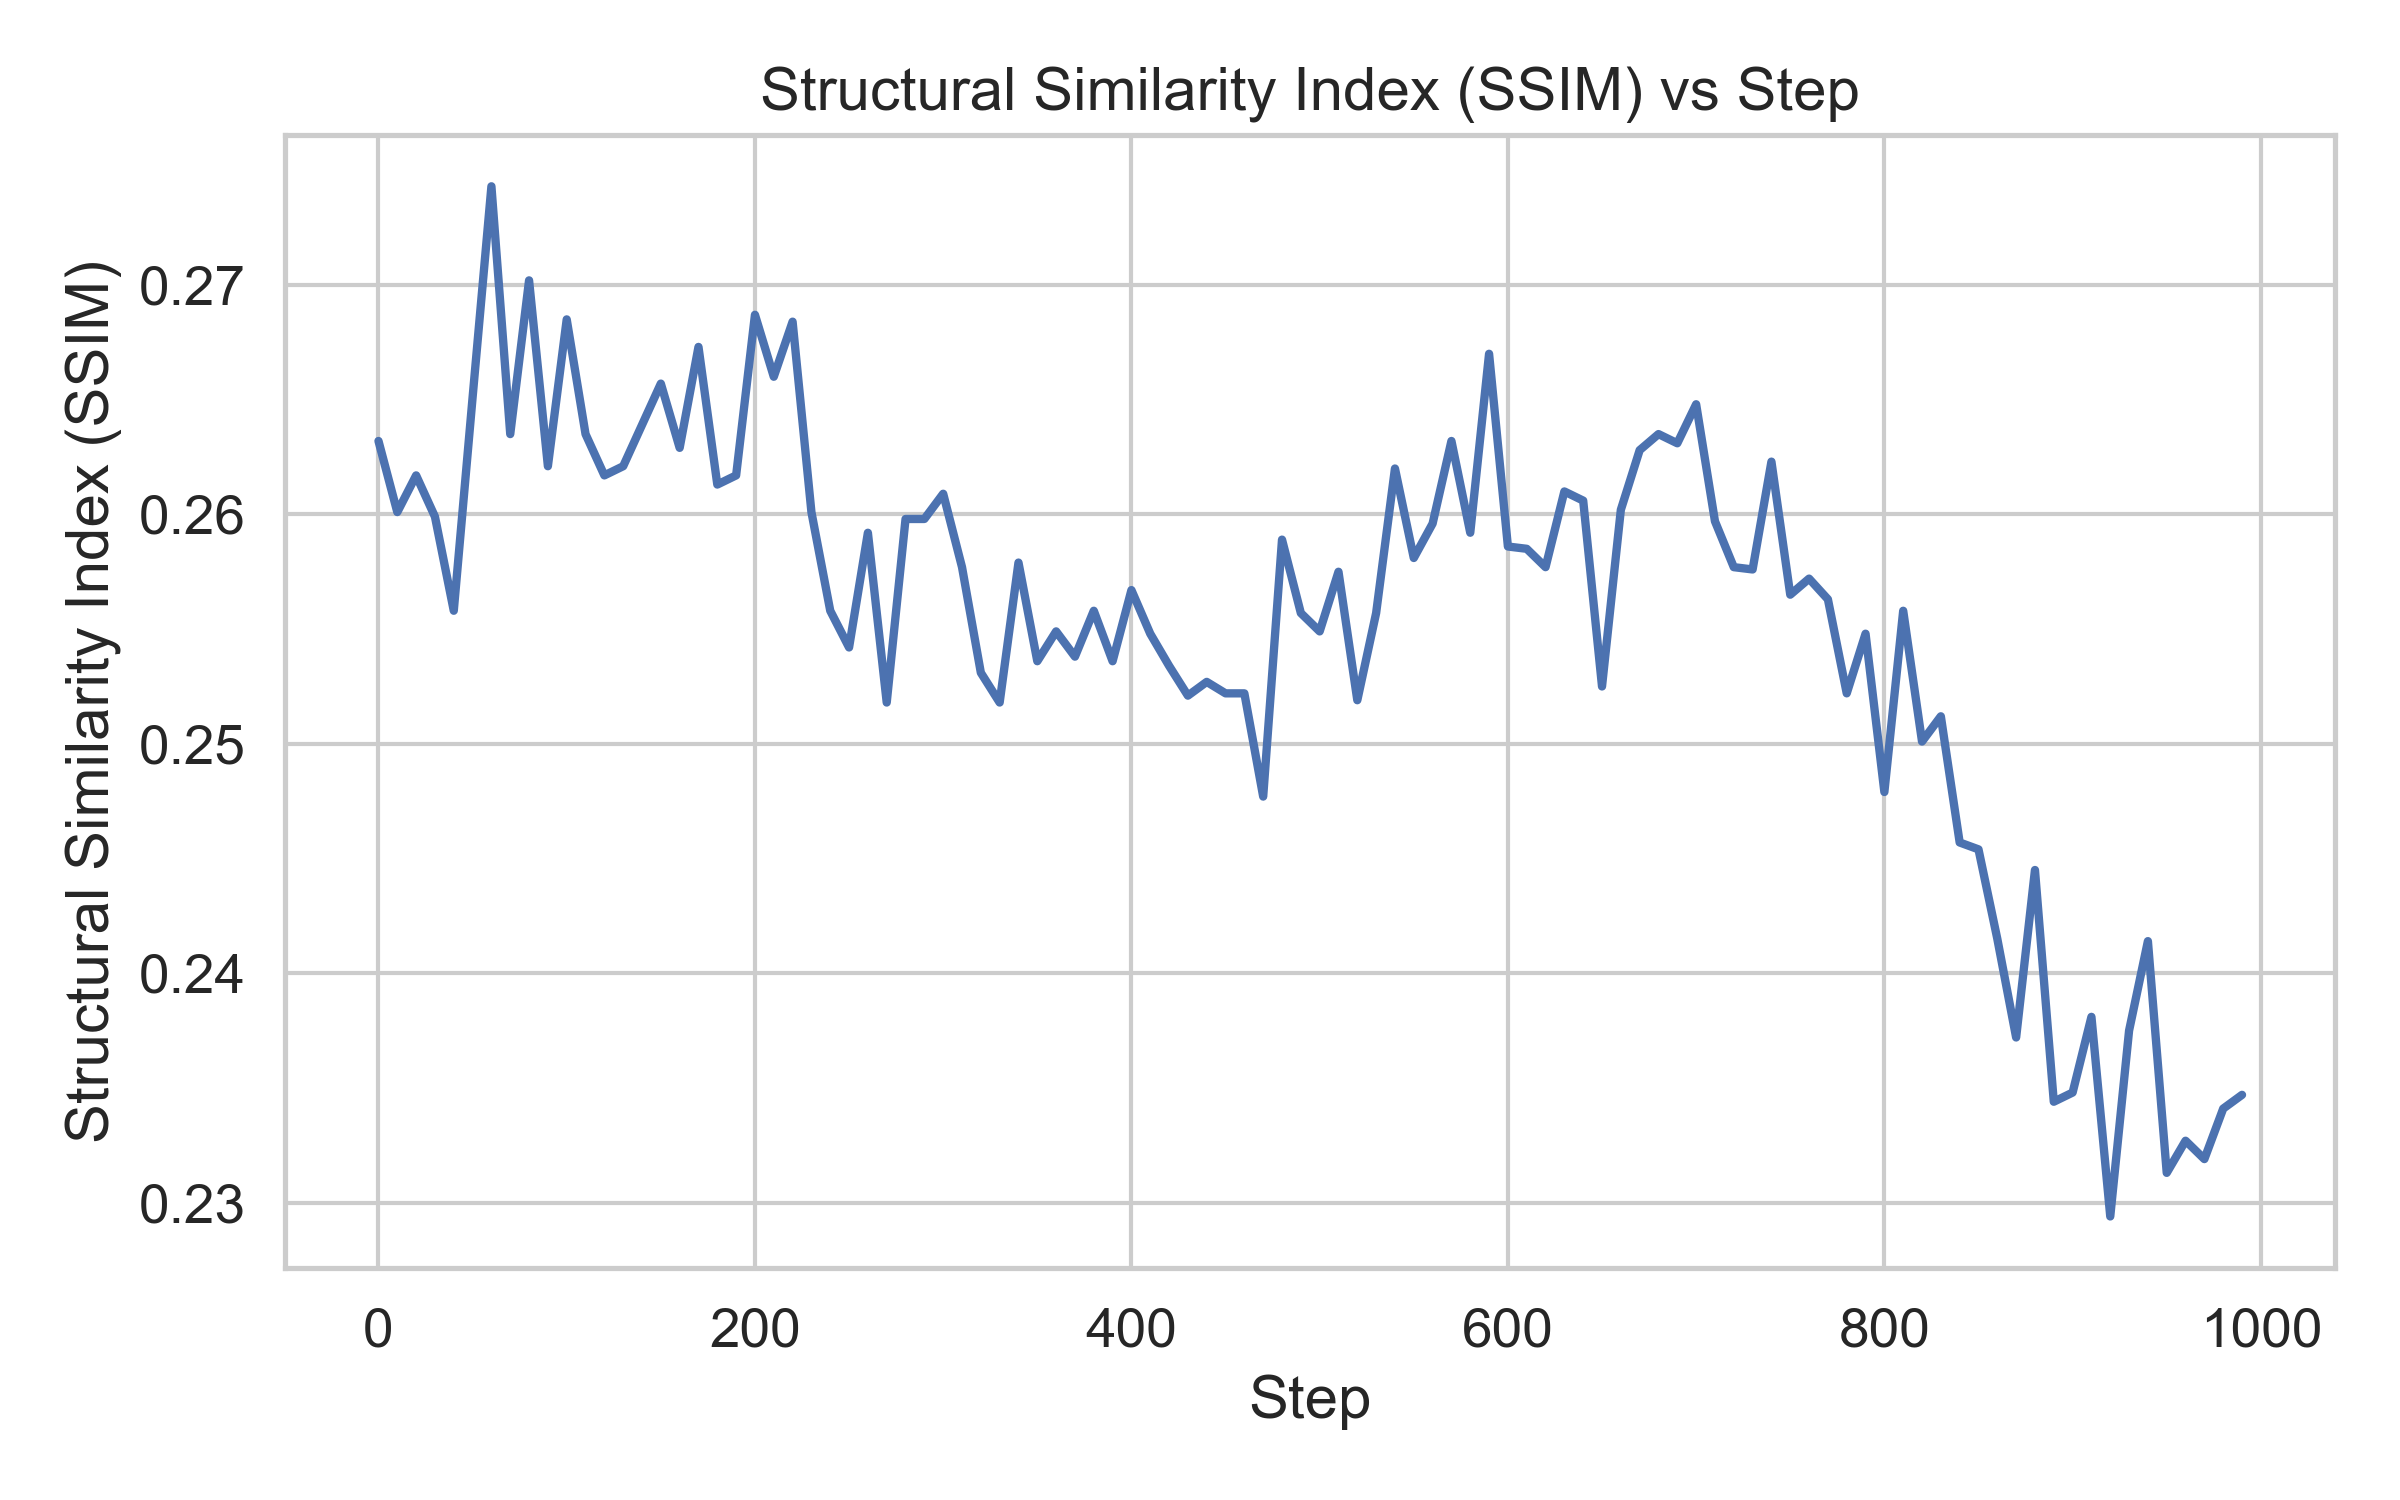 Structural Similarity Index (SSIM) vs Step
Structural Similarity Index (SSIM)
0.27
0.26
0.25
0.24
0.23
0 200 400 600 800 1000
Step